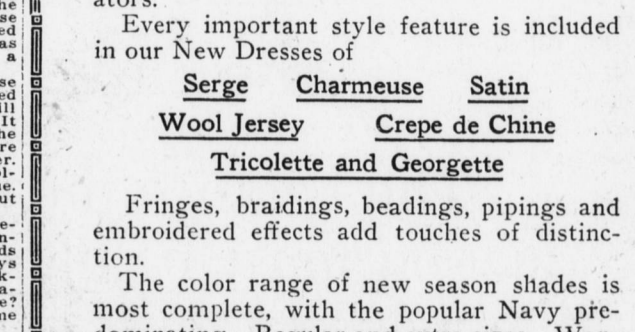 Every important style feature is included
in our New Dresses of
Serge Charmeuse Satin
Wool Jersey Crepe de Chine
Tricolette and Georgette
Fringes, braidings, beadings, pipings and
embroidered effects add touches of distinc-
tion.
The color range of new season shades is
most complete, with the popular Navy pre-